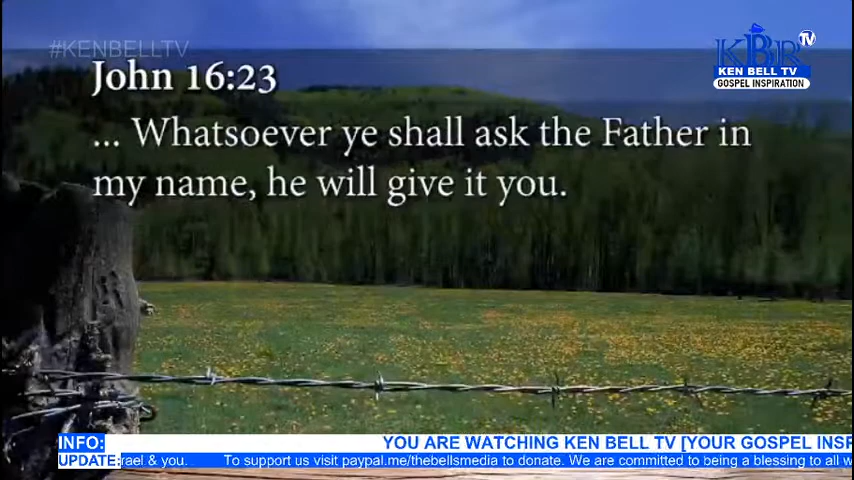 #KENBELLTV
KBR TV
KEN BELL TV
GOSPEL INSPIRATION
John 16:23
... Whatsoever ye shall ask the Father in
my name, he will give it you.
INFO: YOU ARE WATCHING KEN BELL TV [YOUR GOSPEL INSP
UPDATE: rael & you. To support us visit paypal.me/thebellsmedia to donate. We are committed to being a blessing to all w